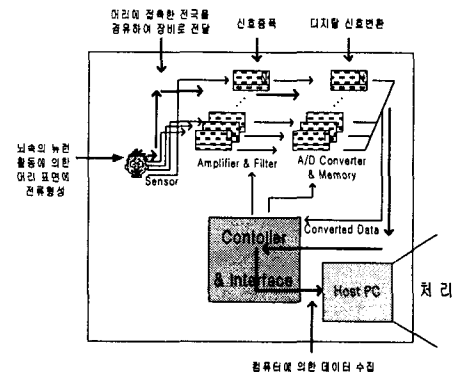 머리에 접촉한 전극을
경유하여 장비로 전달
신호증폭
디지탈 신호변환
N
N
뇌속의 뉴런
활동에 의한
머리 표면에
전류형성
Sensor
Amplifier & Filter
A/D Converter
& Memory
Converted Data
Contoller
& Interface
Host PC
처 리
컴퓨터에 의한 데이터 수집